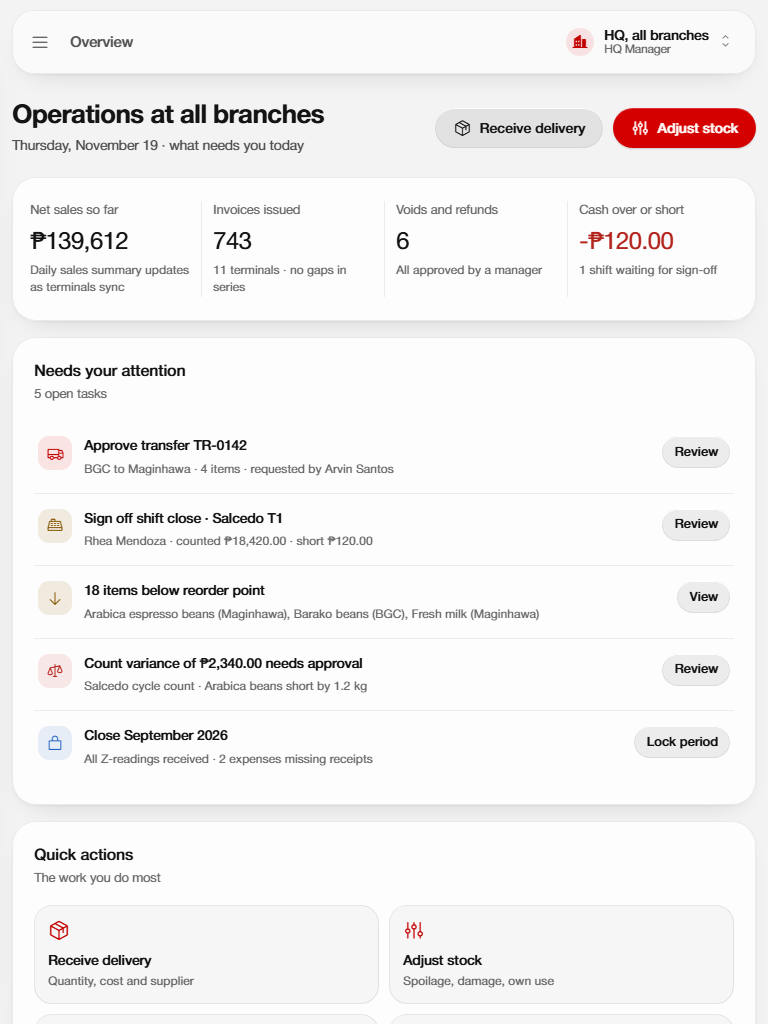 Overview
HQ, all branches
HQ Manager
Operations at all branches
Thursday, November 19 · what needs you today
Receive delivery
Adjust stock
Net sales so far
₱139,612
Daily sales summary updates
as terminals sync
Invoices issued
743
11 terminals · no gaps in
series
Voids and refunds
6
All approved by a manager
Cash over or short
-₱120.00
1 shift waiting for sign-off
Needs your attention
5 open tasks
Approve transfer TR-0142
BGC to Maginhawa · 4 items · requested by Arvin Santos
Review
Sign off shift close · Salcedo T1
Rhea Mendoza · counted ₱18,420.00 · short ₱120.00
Review
18 items below reorder point
Arabica espresso beans (Maginhawa), Barako beans (BGC), Fresh milk (Maginhawa)
View
Count variance of ₱2,340.00 needs approval
Salcedo cycle count · Arabica beans short by 1.2 kg
Review
Close September 2026
All Z-readings received · 2 expenses missing receipts
Lock period
Quick actions
The work you do most
Receive delivery
Quantity, cost and supplier
Adjust stock
Spoilage, damage, own use